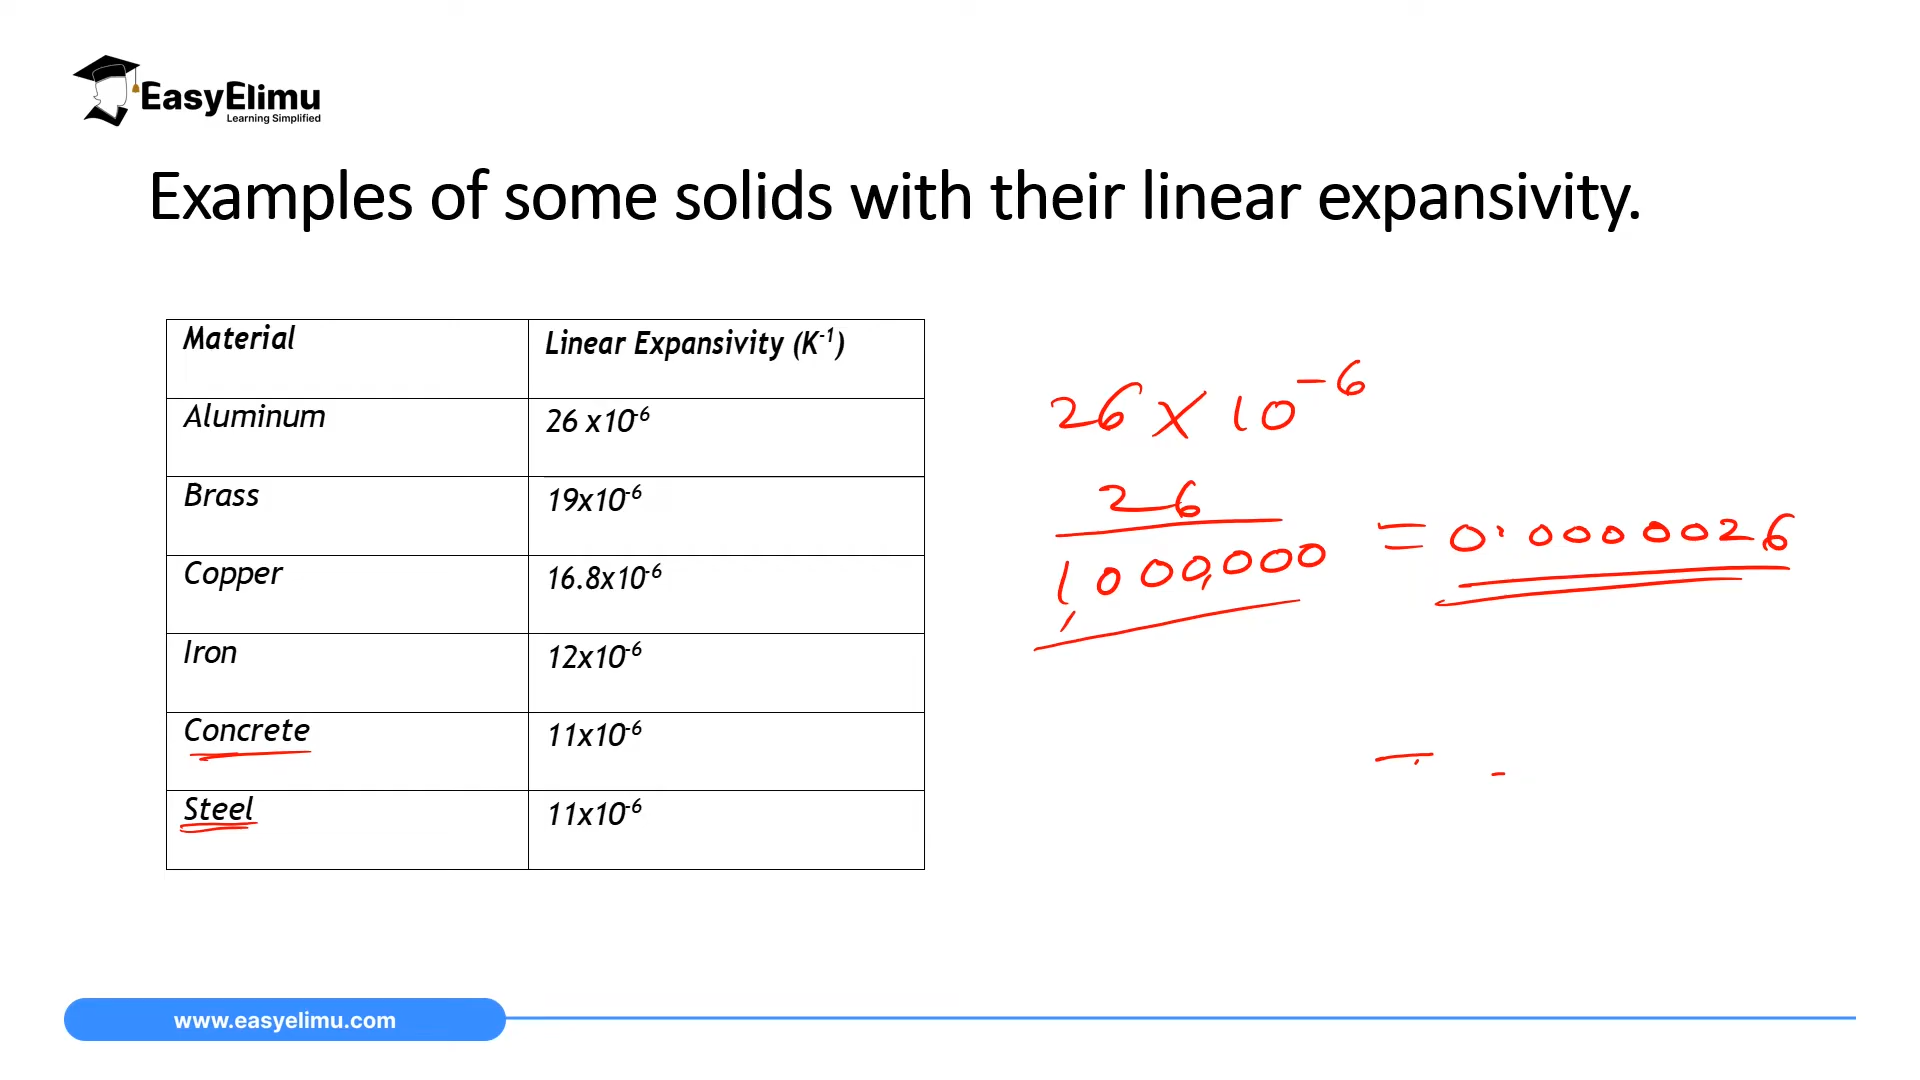 EasyElimu
Learning Simplified
Examples of some solids with their linear expansivity.
Material
Linear Expansivity (K⁻¹)
Aluminum
26 x10⁻⁶
Brass
19x10⁻⁶
Copper
16.8x10⁻⁶
Iron
12x10⁻⁶
Concrete
11x10⁻⁶
Steel
11x10⁻⁶
26 x 10⁻⁶
26
1,000,000
= 0.0000026
www.easyelimu.com